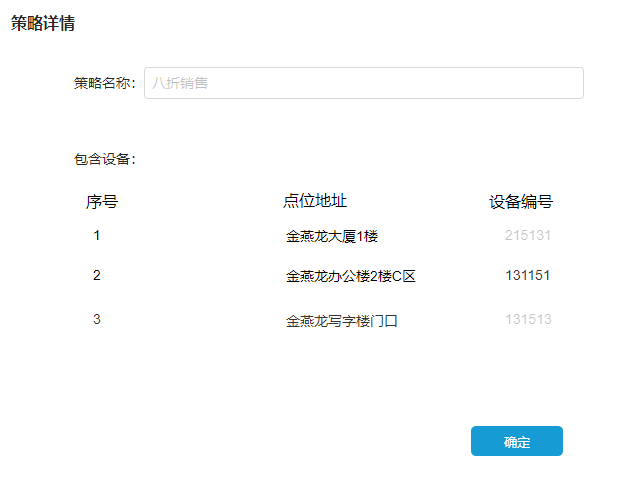 策略详情
策略名称： 八折销售
包含设备：
序号 点位地址 设备编号
1 金燕龙大厦1楼 215131
2 金燕龙办公楼2楼C区 131151
3 金燕龙写字楼门口 131513
确定